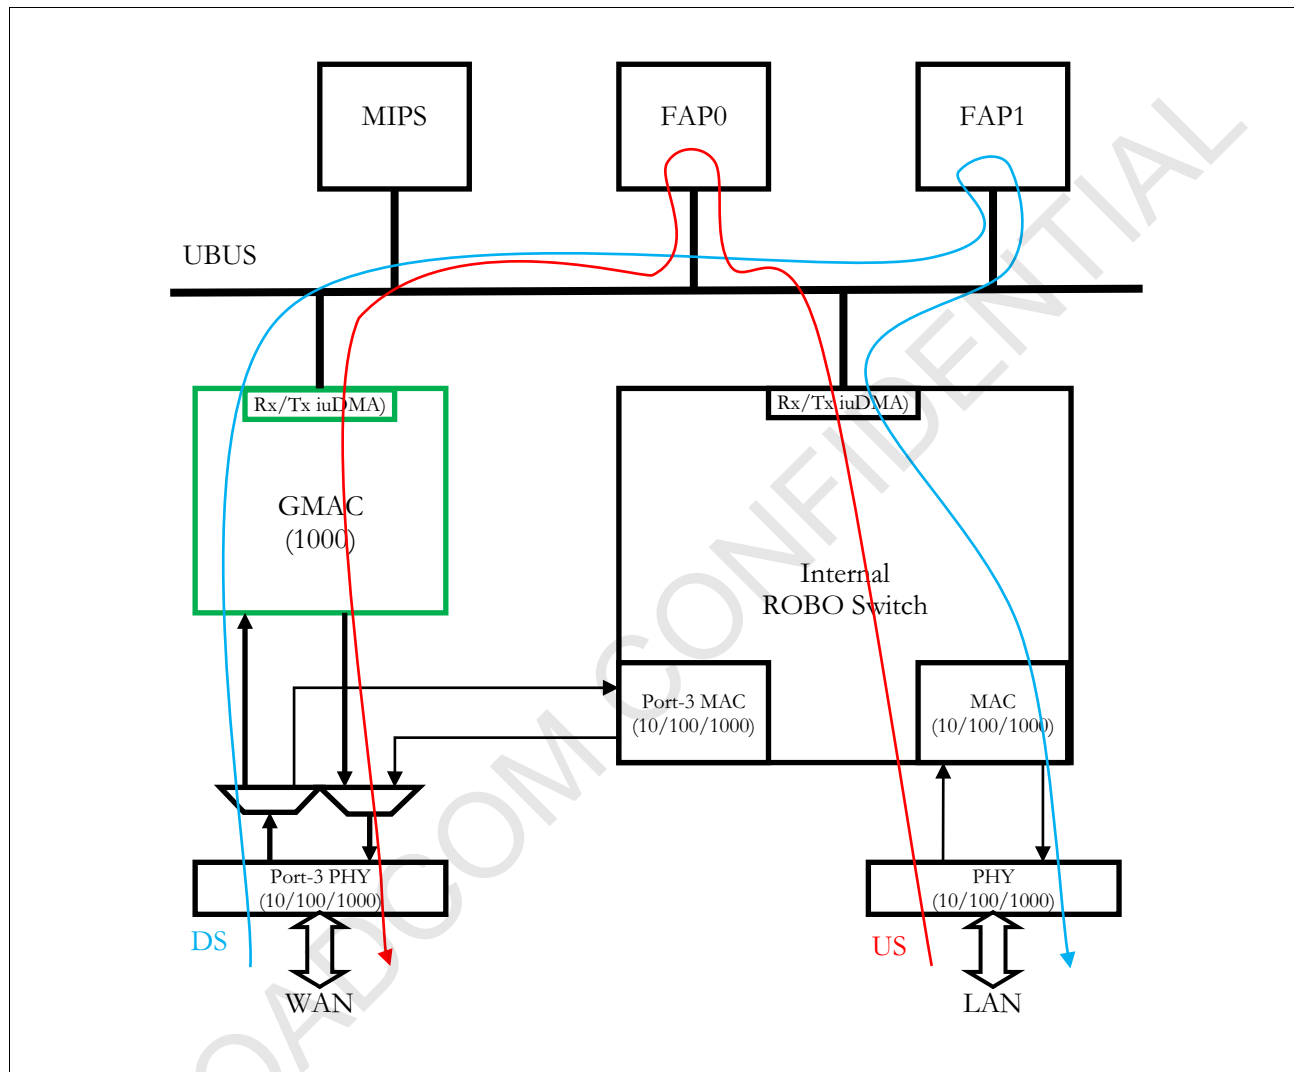 MIPS
FAP0
FAP1
UBUS
Rx/Tx iuDMA)
Rx/Tx iuDMA)
GMAC
(1000)
Internal
ROBO Switch
Port-3 MAC
(10/100/1000)
MAC
(10/100/1000)
Port-3 PHY
(10/100/1000)
PHY
(10/100/1000)
DS
US
WAN
LAN
OADCOM CONFIDENTIAL